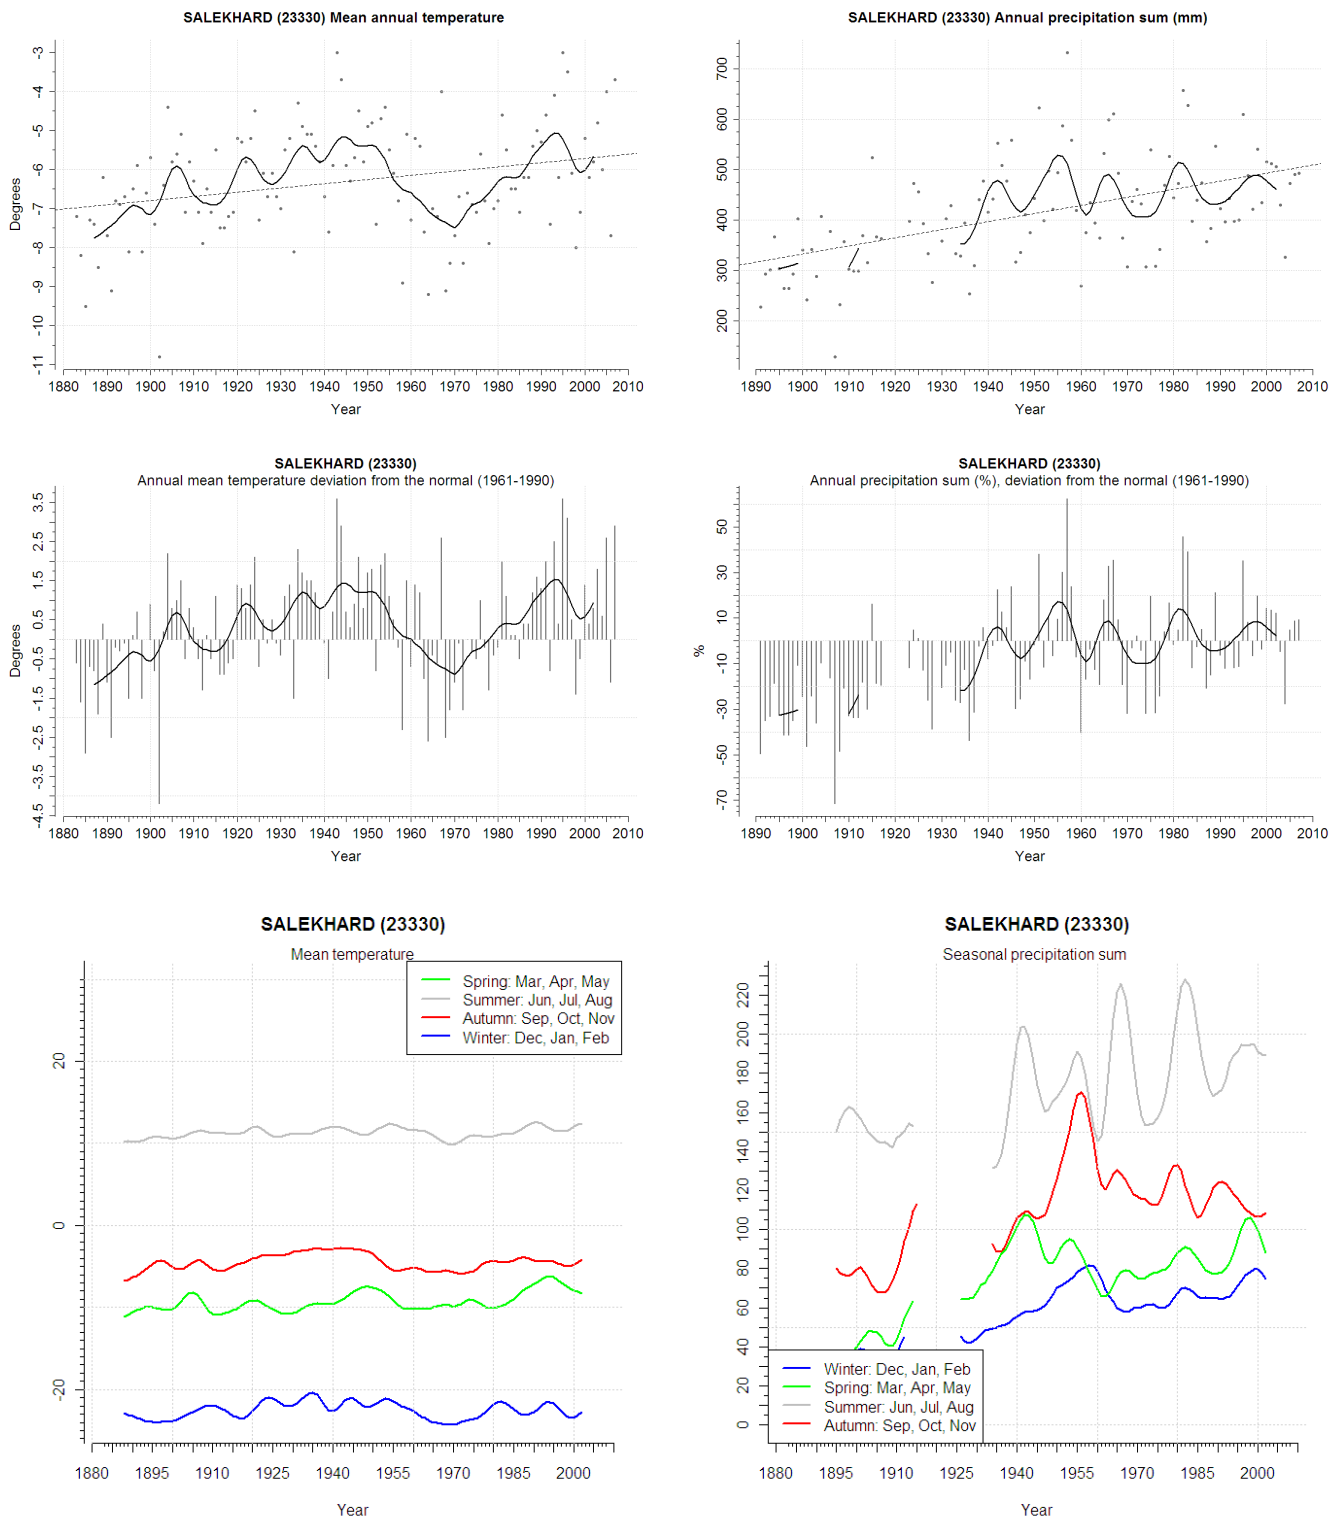 SALEKHARD (23330) Mean annual temperature
Degrees
-3
-4
-5
-6
-7
-8
-9
-10
-11
1880 1890 1900 1910 1920 1930 1940 1950 1960 1970 1980 1990 2000 2010
Year
SALEKHARD (23330) Annual precipitation sum (mm)
700
600
500
400
300
200
1890 1900 1910 1920 1930 1940 1950 1960 1970 1980 1990 2000 2010
Year
SALEKHARD (23330)
Annual mean temperature deviation from the normal (1961-1990)
Degrees
3.5
2.5
1.5
0.5
-0.5
-1.5
-2.5
-3.5
-4.5
1880 1890 1900 1910 1920 1930 1940 1950 1960 1970 1980 1990 2000 2010
Year
SALEKHARD (23330)
Annual precipitation sum (%), deviation from the normal (1961-1990)
%
50
30
10
-10
-30
-50
-70
1890 1900 1910 1920 1930 1940 1950 1960 1970 1980 1990 2000 2010
Year
SALEKHARD (23330)
Mean temperature
Spring: Mar, Apr, May
Summer: Jun, Jul, Aug
Autumn: Sep, Oct, Nov
Winter: Dec, Jan, Feb
20
0
-20
1880 1895 1910 1925 1940 1955 1970 1985 2000
Year
SALEKHARD (23330)
Seasonal precipitation sum
220
200
180
160
140
120
100
80
60
40
20
0
Winter: Dec, Jan, Feb
Spring: Mar, Apr, May
Summer: Jun, Jul, Aug
Autumn: Sep, Oct, Nov
1880 1895 1910 1925 1940 1955 1970 1985 2000
Year